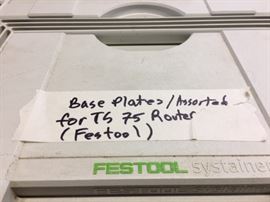 Base Plates/Assorted
for TS 75 Router
(Festool)
FESTOOL systainer